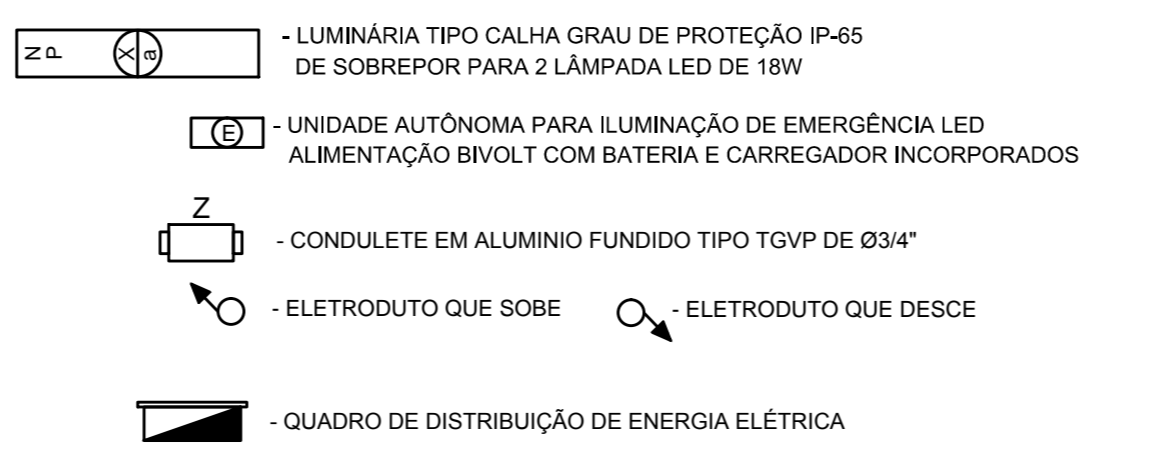 N P X a - LUMINÁRIA TIPO CALHA GRAU DE PROTEÇÃO IP-65
DE SOBREPOR PARA 2 LÂMPADA LED DE 18W
E - UNIDADE AUTÔNOMA PARA ILUMINAÇÃO DE EMERGÊNCIA LED
ALIMENTAÇÃO BIVOLT COM BATERIA E CARREGADOR INCORPORADOS
Z
- CONDULETE EM ALUMINIO FUNDIDO TIPO TGVP DE Ø3/4"
- ELETRODUTO QUE SOBE - ELETRODUTO QUE DESCE
- QUADRO DE DISTRIBUIÇÃO DE ENERGIA ELÉTRICA